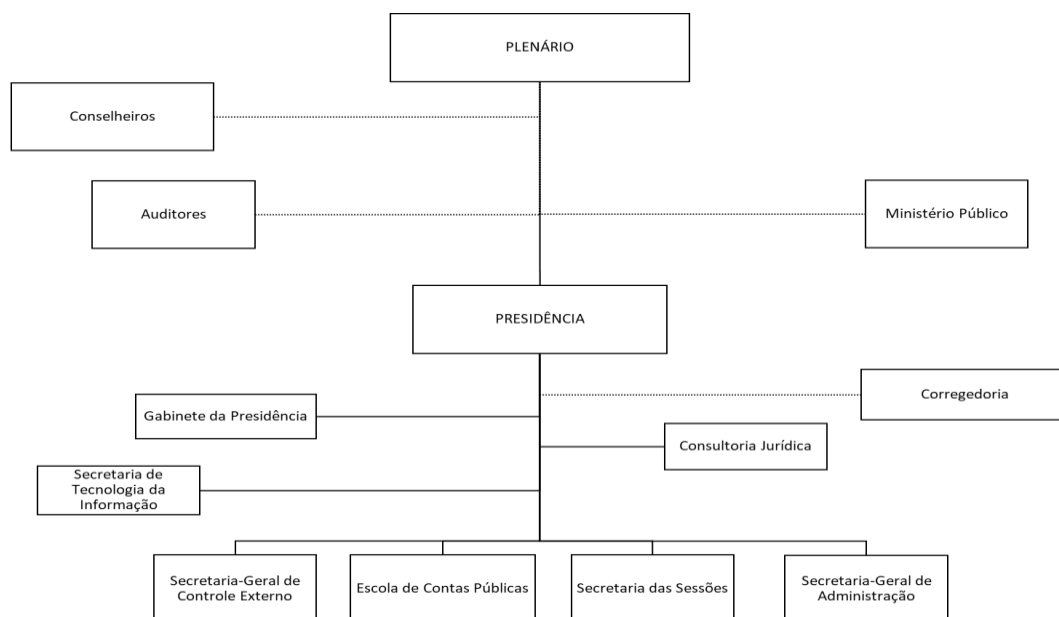 PLENÁRIO
Conselheiros
Auditores
Ministério Público
PRESIDÊNCIA
Corregedoria
Gabinete da Presidência
Consultoria Jurídica
Secretaria de
Tecnologia da
Informação
Secretaria-Geral de
Controle Externo
Escola de Contas Públicas
Secretaria das Sessões
Secretaria-Geral de
Administração